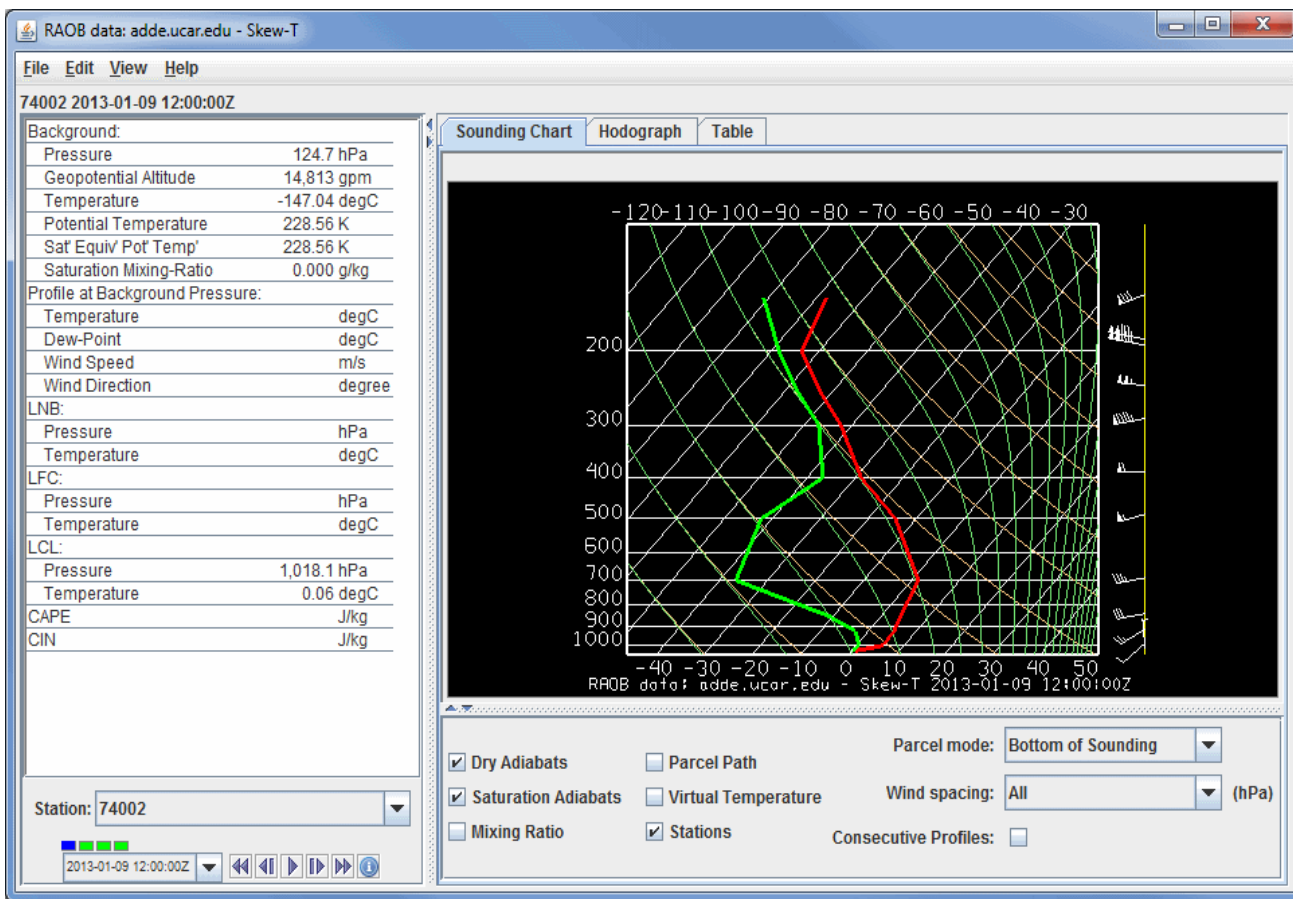 RAOB data: adde.ucar.edu - Skew-T
File Edit View Help
74002 2013-01-09 12:00:00Z
Background:
Pressure 124.7 hPa
Geopotential Altitude 14,813 gpm
Temperature -147.04 degC
Potential Temperature 228.56 K
Sat' Equiv' Pot' Temp' 228.56 K
Saturation Mixing-Ratio 0.000 g/kg
Profile at Background Pressure:
Temperature degC
Dew-Point degC
Wind Speed m/s
Wind Direction degree
LNB:
Pressure hPa
Temperature degC
LFC:
Pressure hPa
Temperature degC
LCL:
Pressure 1,018.1 hPa
Temperature 0.06 degC
CAPE J/kg
CIN J/kg
Station: 74002
2013-01-09 12:00:00Z
Sounding Chart Hodograph Table
-120-110-100-90 -80 -70 -60 -50 -40 -30
200
300
400
500
600
700
800
900
1000
-40 -30 -20 -10 0 10 20 30 40 50
RAOB data: adde.ucar.edu - Skew-T 2013-01-09 12:00:00Z
Dry Adiabats Parcel Path Parcel mode: Bottom of Sounding
Saturation Adiabats Virtual Temperature Wind spacing: All (hPa)
Mixing Ratio Stations Consecutive Profiles: